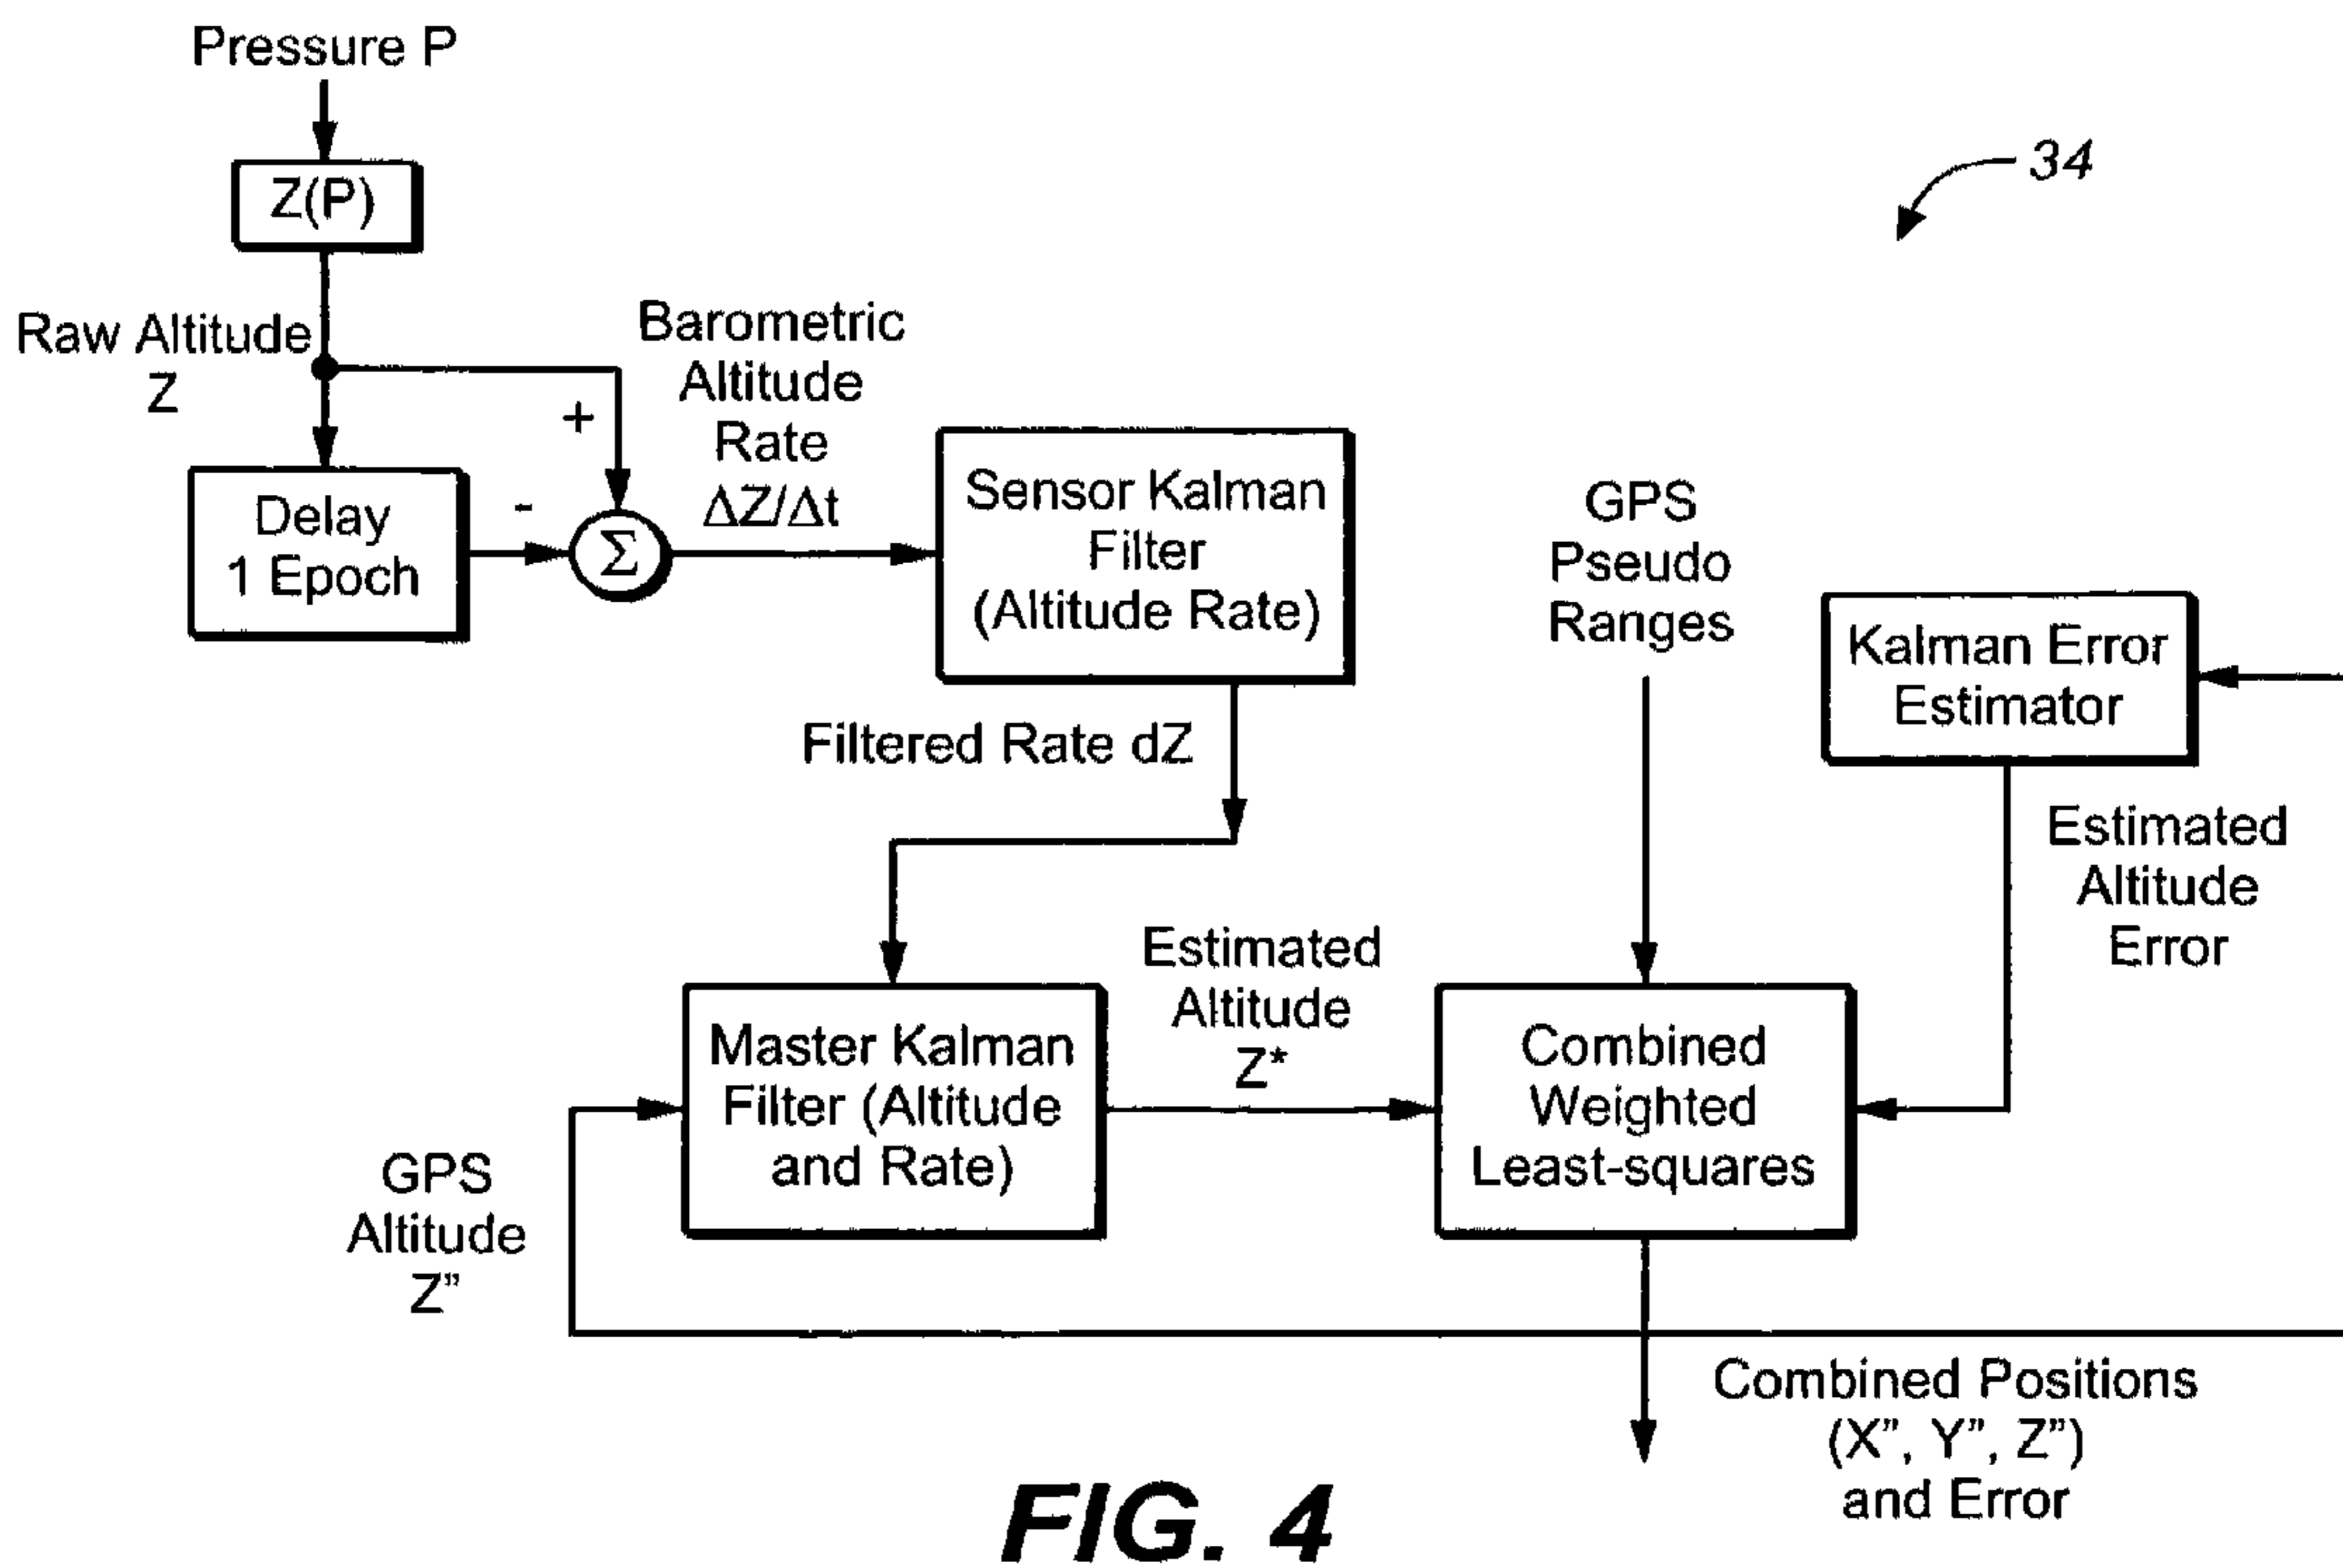 Pressure P
Z(P)
34
Raw Altitude
Z
Barometric
Altitude
Rate
ΔZ/Δt
+
-
Σ
Delay
1 Epoch
Sensor Kalman
Filter
(Altitude Rate)
GPS
Pseudo
Ranges
Kalman Error
Estimator
Filtered Rate dZ
Estimated
Altitude
Error
Estimated
Altitude
Z*
Master Kalman
Filter (Altitude
and Rate)
Combined
Weighted
Least-squares
GPS
Altitude
Z”
Combined Positions
(X”, Y”, Z”)
and Error
FIG. 4